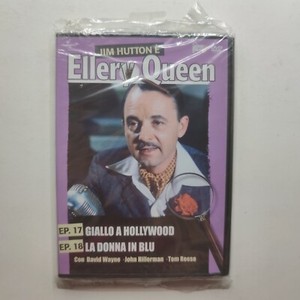 JIM HUTTON È
Ellery Queen
EP. 17 GIALLO A HOLLYWOOD
EP. 18 LA DONNA IN BLU
Con David Wayne · John Hillerman · Tom Reese